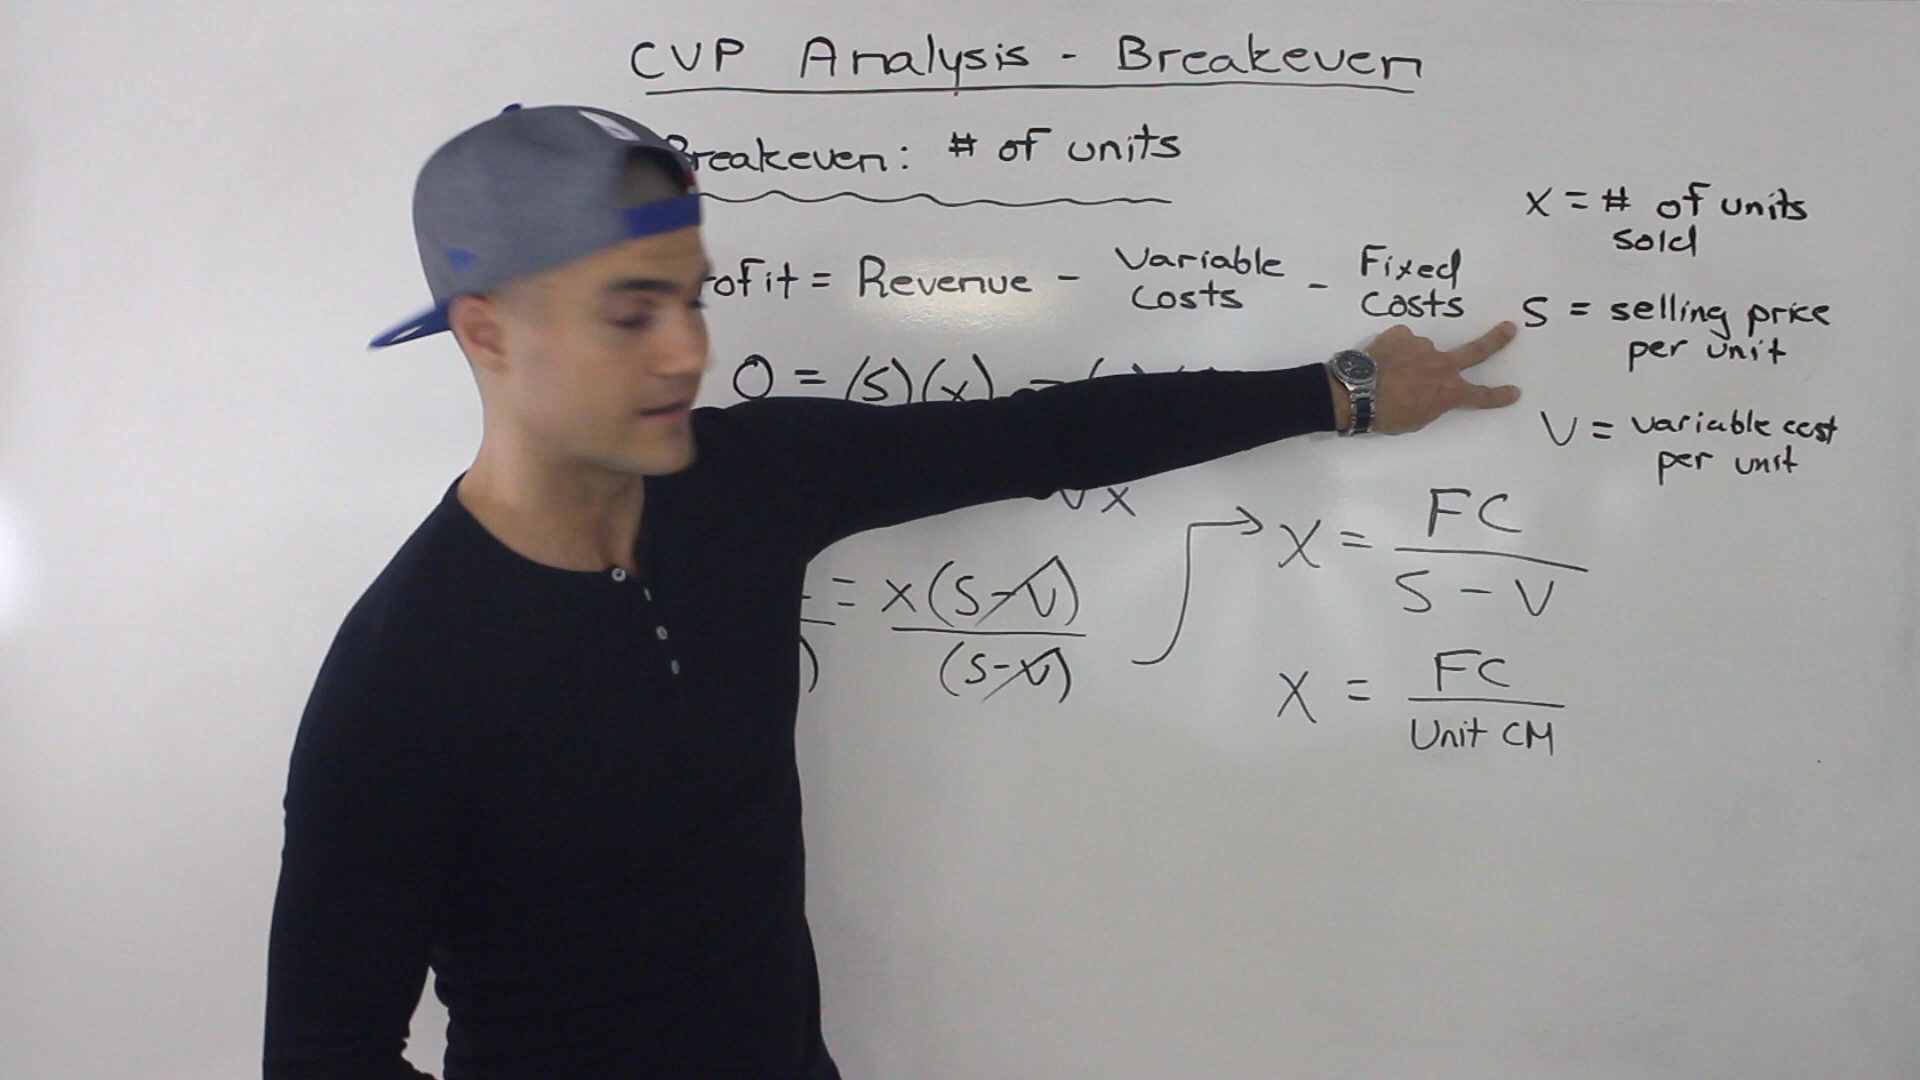 CVP Analysis - Breakeven
Breakeven: # of units
x = # of units
sold
ofit = Revenue - Variable Costs - Fixed Costs
S = selling price
per unit
0 = (S)(x) - (
V = variable cost
per unit
Vx
X = FC / S - V
= x(S-V) / (S-V)
X = FC / Unit CM